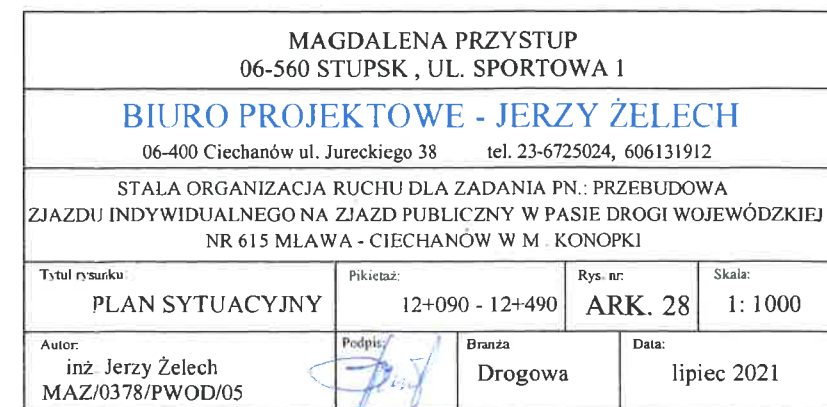 MAGDALENA PRZYSTUP
06-560 STUPSK , UL. SPORTOWA 1
BIURO PROJEKTOWE - JERZY ŻELECH
06-400 Ciechanów ul. Jureckiego 38 tel. 23-6725024, 606131912
STAŁA ORGANIZACJA RUCHU DLA ZADANIA PN.: PRZEBUDOWA
ZJAZDU INDYWIDUALNEGO NA ZJAZD PUBLICZNY W PASIE DROGI WOJEWÓDZKIEJ
NR 615 MŁAWA - CIECHANÓW W M . KONOPKI
Tytuł rysunku: Pikietaż: Rys. nr: Skala:
PLAN SYTUACYJNY 12+090 - 12+490 ARK. 28 1: 1000
Autor: Podpis: Branża Data:
inż. Jerzy Żelech Drogowa lipiec 2021
MAZ/0378/PWOD/05